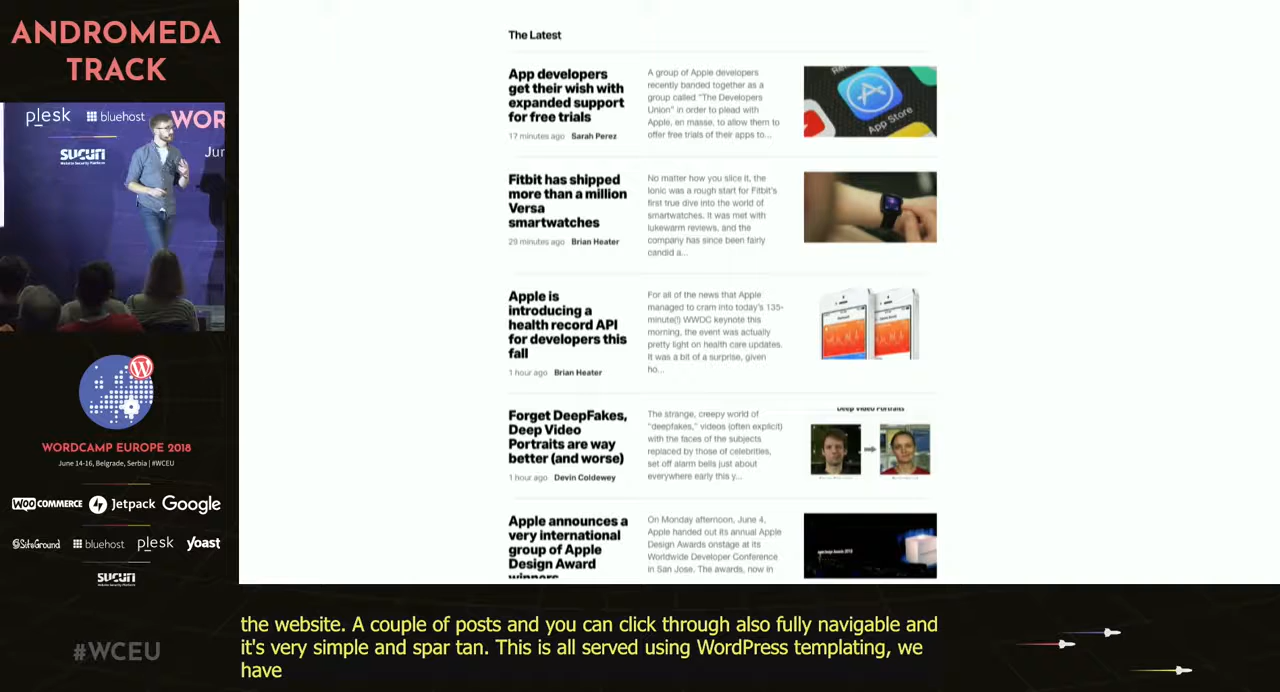 ANDROMEDA
TRACK
plesk
bluehost
WOR
SUCURI
Website Security Platform
Jun
WORDCAMP EUROPE 2018
June 14-16, Belgrade, Serbia | #WCEU
WOO COMMERCE
Jetpack
Google
SiteGround
bluehost
plesk
yoast
SUCURI
Website Security Platform
#WCEU
The Latest
App developers
get their wish with
expanded support
for free trials
17 minutes ago Sarah Perez
A group of Apple developers
recently banded together as a
group called "The Developers
Union" in order to plead with
Apple, en masse, to allow them to
offer free trials of their apps to...
App Store
Fitbit has shipped
more than a million
Versa
smartwatches
29 minutes ago Brian Heater
No matter how you slice it, the
Ionic was a rough start for Fitbit's
first true dive into the world of
smartwatches. It was met with
lukewarm reviews, and the
company has since been fairly
candid a...
Apple is
introducing a
health record API
for developers this
fall
1 hour ago Brian Heater
For all of the news that Apple
managed to cram into today's 135-
minute(!) WWDC keynote this
morning, the event was actually
pretty light on health care updates.
It was a bit of a surprise, given
ho...
Forget DeepFakes,
Deep Video
Portraits are way
better (and worse)
1 hour ago Devin Coldewey
The strange, creepy world of
"deepfakes," videos (often explicit)
with the faces of the subjects
replaced by those of celebrities,
set off alarm bells just about
everywhere early this y...
Deep Video Portraits
Apple announces a
very international
group of Apple
Design Award
winners
On Monday afternoon, June 4,
Apple handed out its annual Apple
Design Awards onstage at its
Worldwide Developer Conference
in San Jose. The awards, now in
the website. A couple of posts and you can click through also fully navigable and
it's very simple and spar tan. This is all served using WordPress templating, we
have